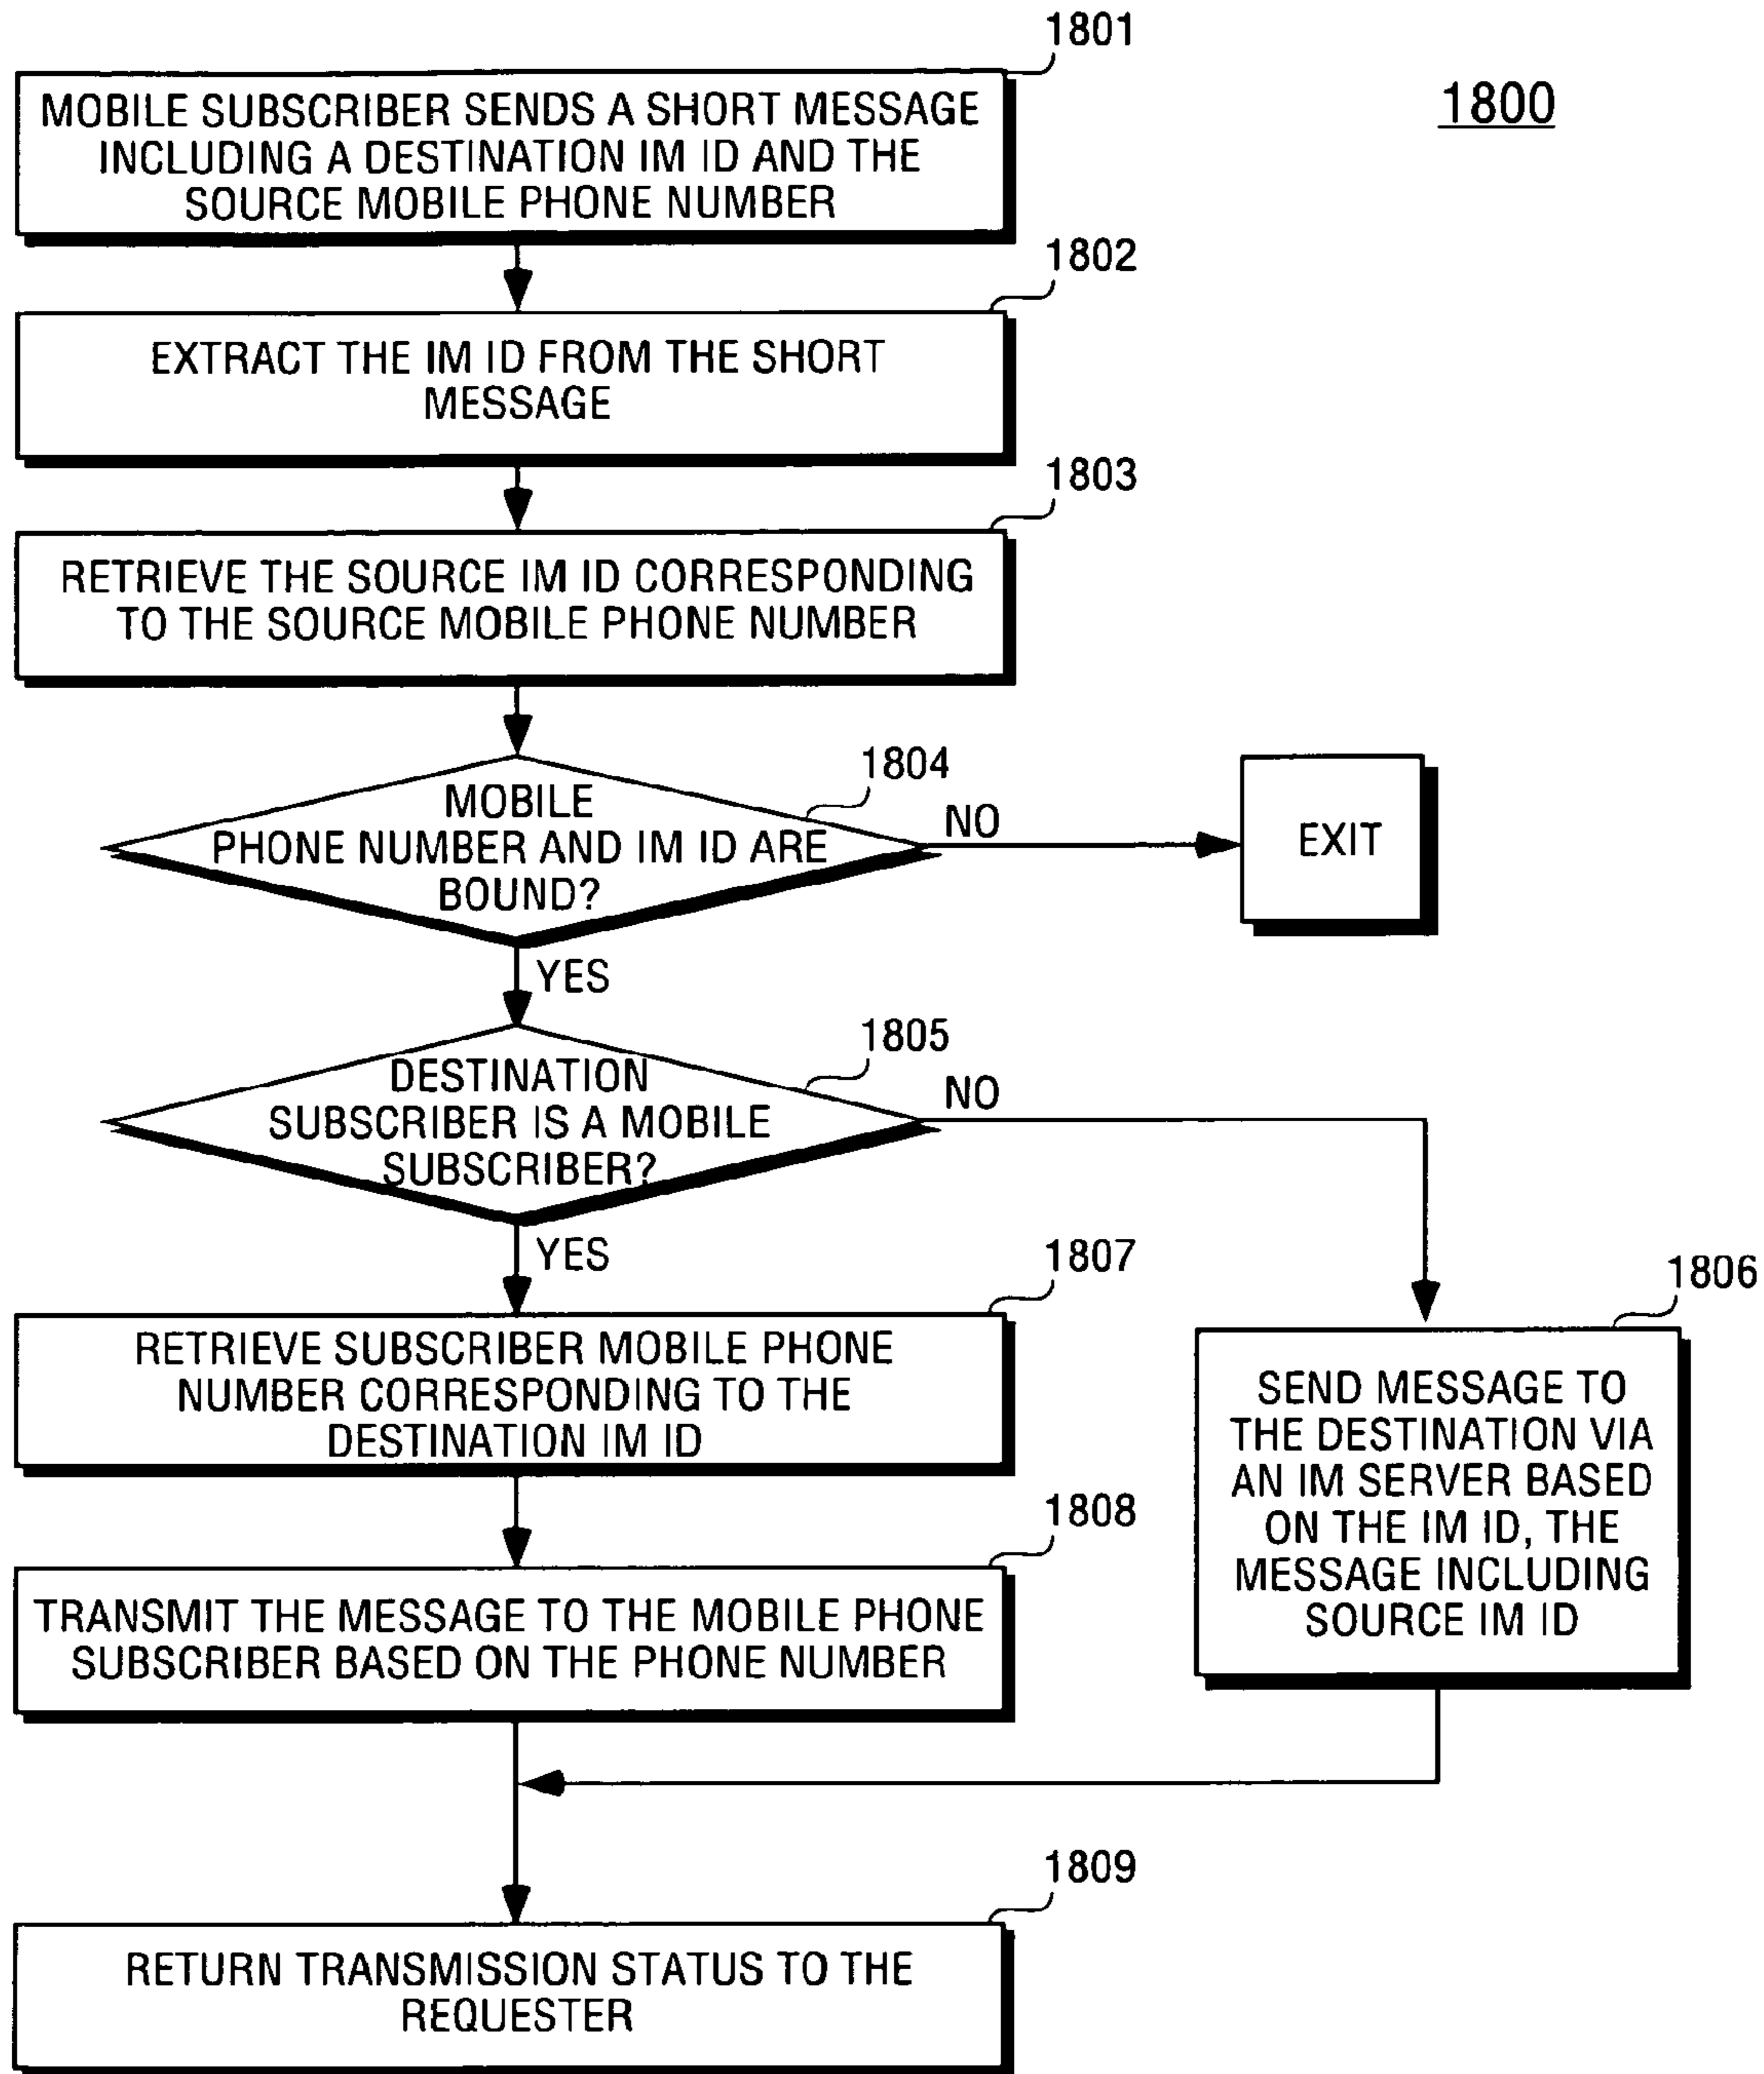 1800
1801
MOBILE SUBSCRIBER SENDS A SHORT MESSAGE
INCLUDING A DESTINATION IM ID AND THE
SOURCE MOBILE PHONE NUMBER
1802
EXTRACT THE IM ID FROM THE SHORT
MESSAGE
1803
RETRIEVE THE SOURCE IM ID CORRESPONDING
TO THE SOURCE MOBILE PHONE NUMBER
1804
MOBILE
PHONE NUMBER AND IM ID ARE
BOUND?
NO
EXIT
YES
1805
DESTINATION
SUBSCRIBER IS A MOBILE
SUBSCRIBER?
NO
YES
1807
RETRIEVE SUBSCRIBER MOBILE PHONE
NUMBER CORRESPONDING TO THE
DESTINATION IM ID
1806
SEND MESSAGE TO
THE DESTINATION VIA
AN IM SERVER BASED
ON THE IM ID, THE
MESSAGE INCLUDING
SOURCE IM ID
1808
TRANSMIT THE MESSAGE TO THE MOBILE PHONE
SUBSCRIBER BASED ON THE PHONE NUMBER
1809
RETURN TRANSMISSION STATUS TO THE
REQUESTER